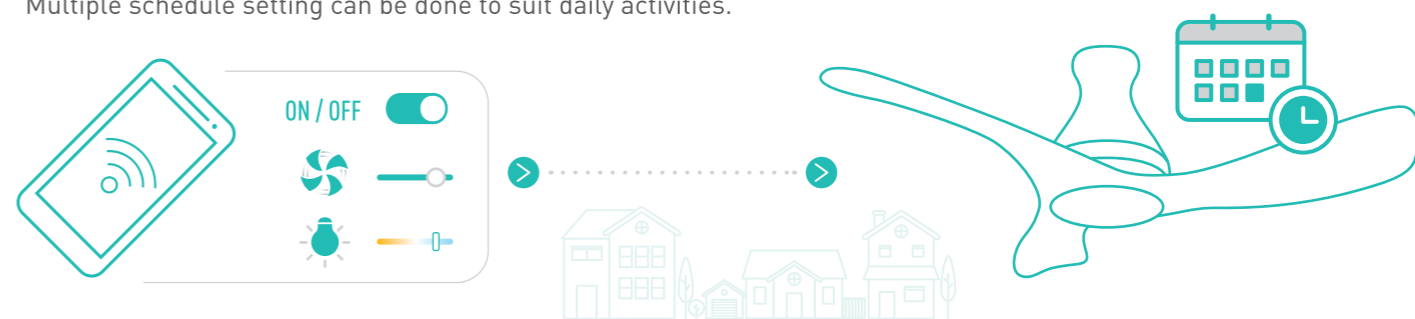 Multiple schedule setting can be done to suit daily activities.
ON / OFF